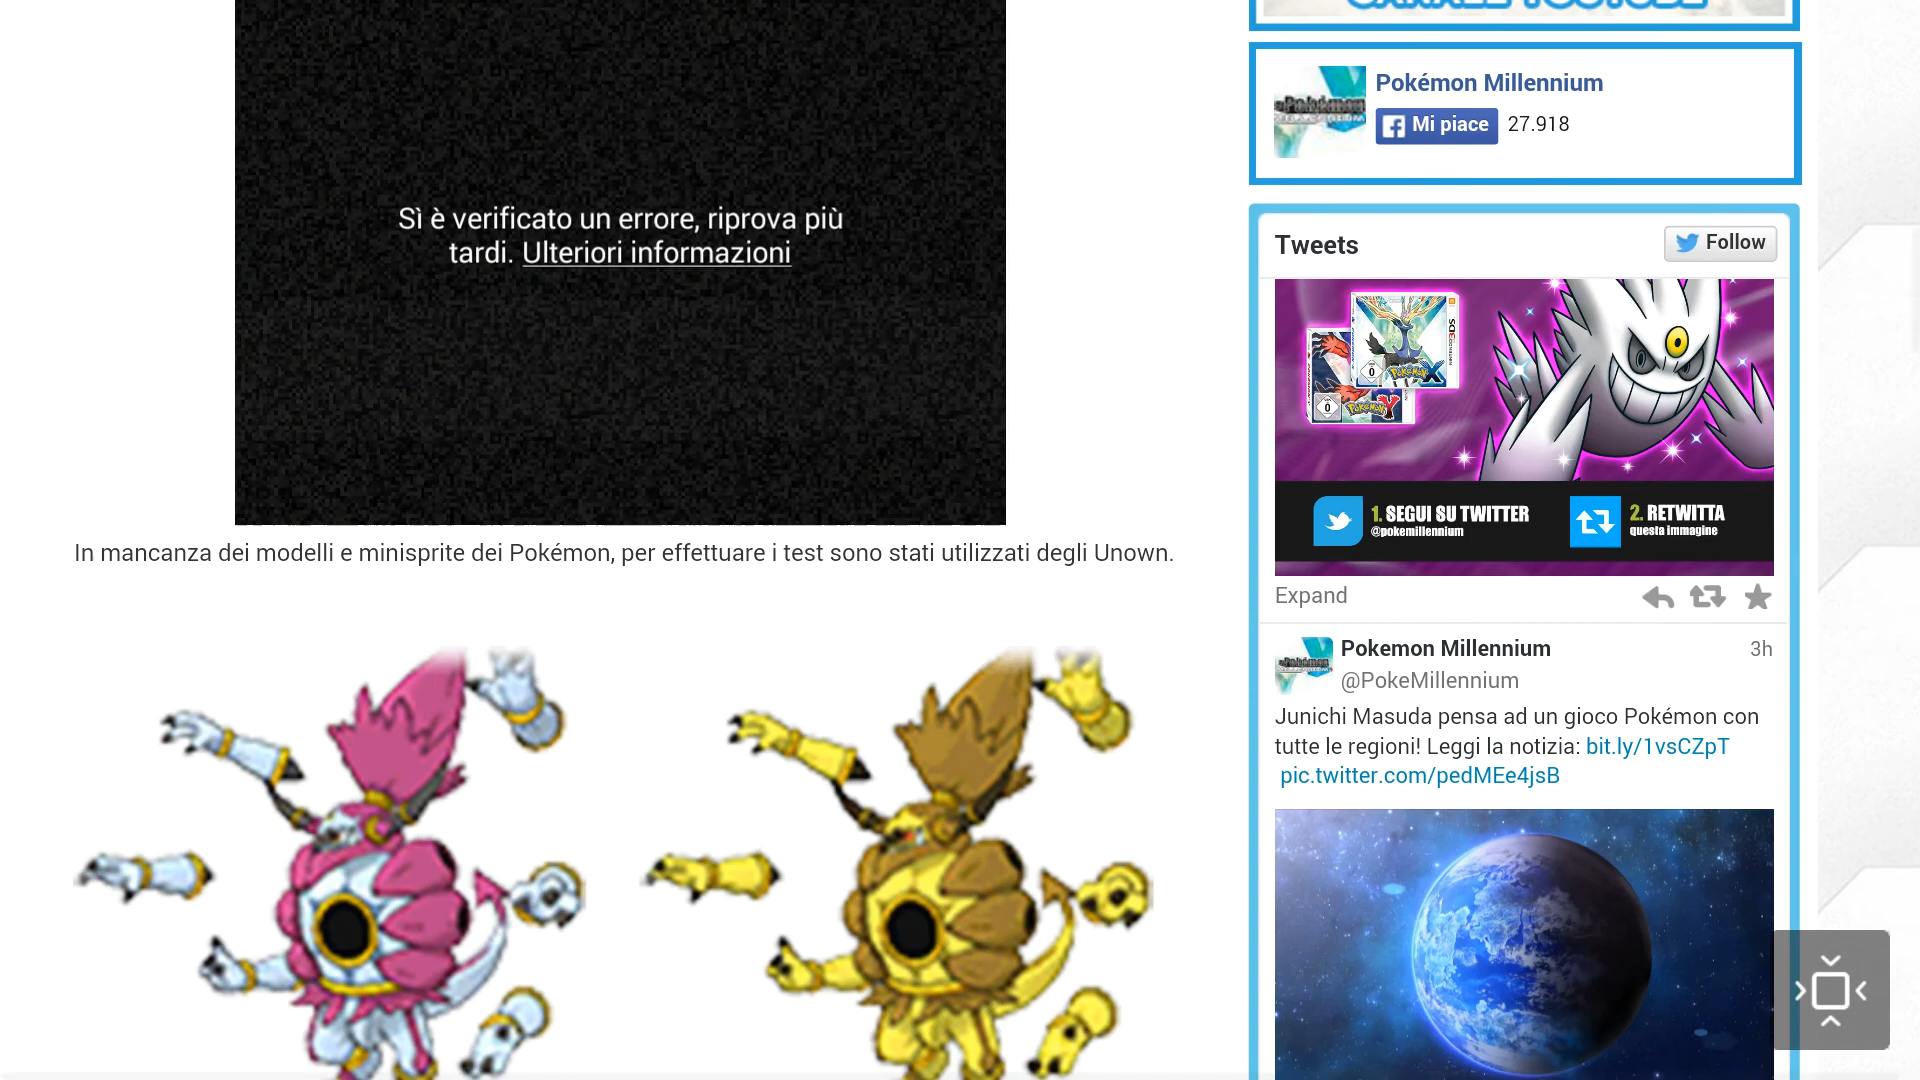 Sì è verificato un errore, riprova più
tardi. Ulteriori informazioni
In mancanza dei modelli e minisprite dei Pokémon, per effettuare i test sono stati utilizzati degli Unown.
Pokémon Millennium
Mi piace 27.918
Tweets
Follow
1. SEGUI SU TWITTER
@pokemillennium
2. RETWITTA
questa immagine
Expand
Pokemon Millennium 3h
@PokeMillennium
Junichi Masuda pensa ad un gioco Pokémon con
tutte le regioni! Leggi la notizia: bit.ly/1vsCZpT
pic.twitter.com/pedMEe4jsB